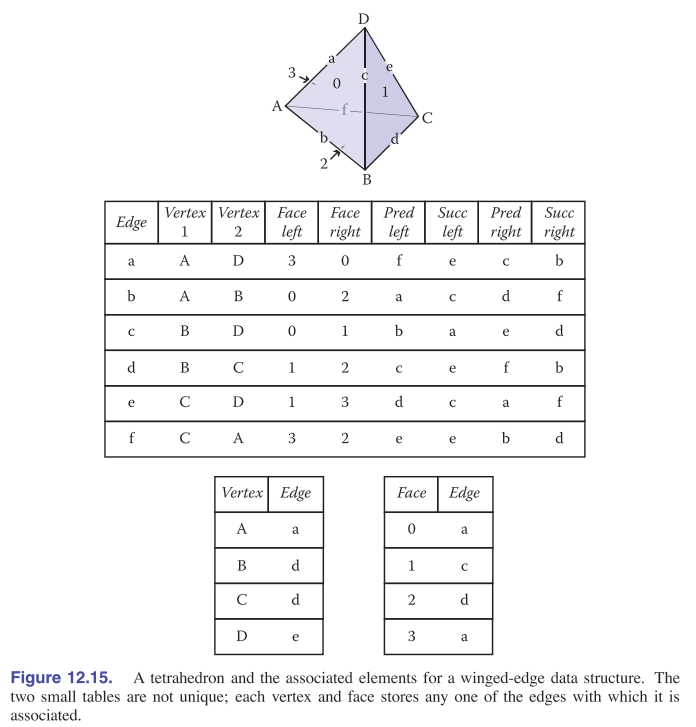 D
a
e
3
0
c
1
A
f
C
b
d
2
B
Edge Vertex 1 Vertex 2 Face left Face right Pred left Succ left Pred right Succ right
a A D 3 0 f e c b
b A B 0 2 a c d f
c B D 0 1 b a e d
d B C 1 2 c e f b
e C D 1 3 d c a f
f C A 3 2 e e b d
Vertex Edge
A a
B d
C d
D e
Face Edge
0 a
1 c
2 d
3 a
Figure 12.15. A tetrahedron and the associated elements for a winged-edge data structure. The
two small tables are not unique; each vertex and face stores any one of the edges with which it is
associated.